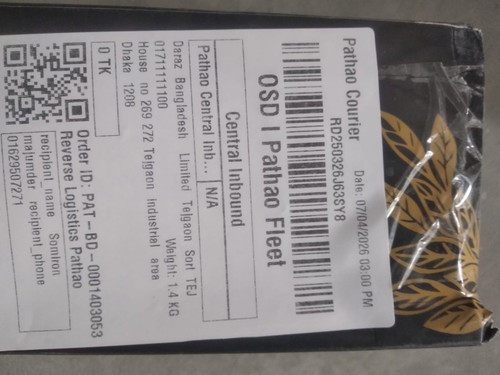 Pathao Courier
Date: 07/04/2026 03:00 PM
RD250326J63SY8
OSD | Pathao Fleet
Central Inbound
Pathao Central Inb... N/A
Daraz Bangladesh Limited Tejgaon Sort TEJ
01711111100 Weight: 1.4 KG
House no 269 272 Tejgaon Industrial area
Dhaka 1208
0 TK
Order ID: PAT-BD-0001403053
Reverse Logistics Pathao
recipient_name Somiron
majumder recipient_phone
01629507271